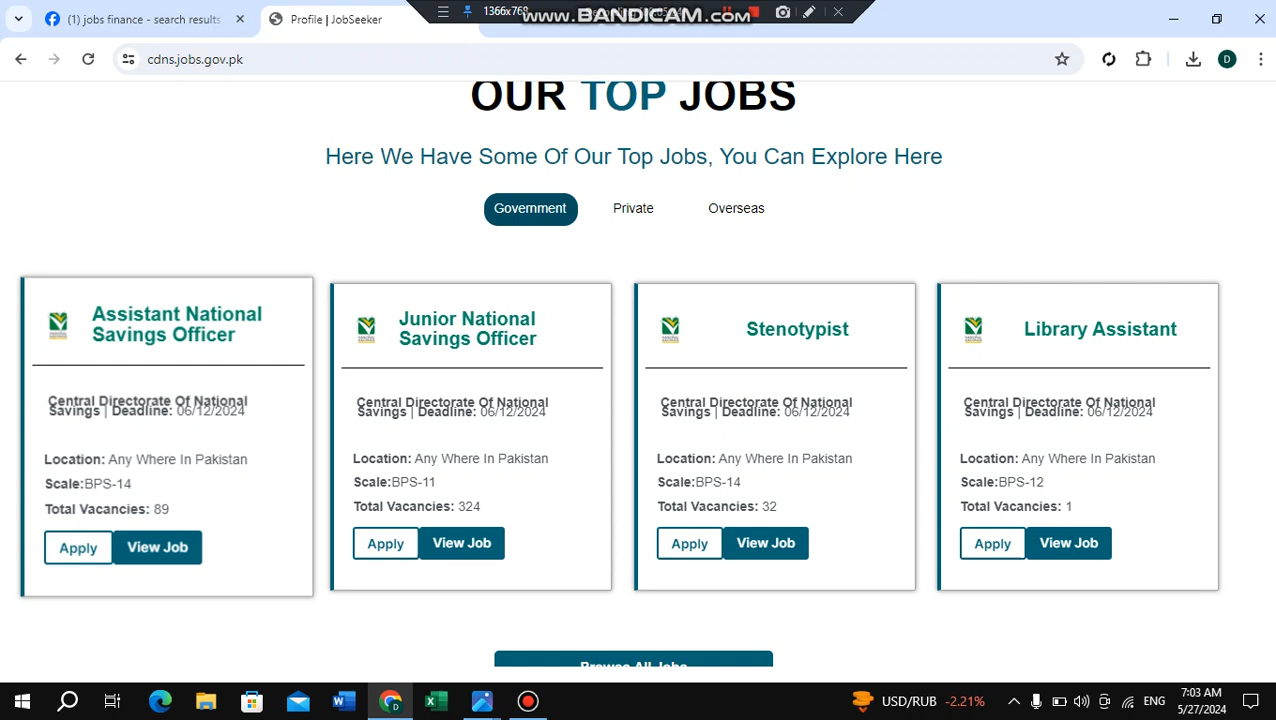 (1) jobs finance - search results
Profile | JobSeeker
1366x768
www.BANDICAM.com
cdns.jobs.gov.pk
D
OUR TOP JOBS
Here We Have Some Of Our Top Jobs, You Can Explore Here
Government
Private
Overseas
Assistant National
Savings Officer
Central Directorate Of National
Savings | Deadline: 06/12/2024
Location: Any Where In Pakistan
Scale:BPS-14
Total Vacancies: 89
Apply
View Job
Junior National
Savings Officer
Central Directorate Of National
Savings | Deadline: 06/12/2024
Location: Any Where In Pakistan
Scale:BPS-11
Total Vacancies: 324
Apply
View Job
Stenotypist
Central Directorate Of National
Savings | Deadline: 06/12/2024
Location: Any Where In Pakistan
Scale:BPS-14
Total Vacancies: 32
Apply
View Job
Library Assistant
Central Directorate Of National
Savings | Deadline: 06/12/2024
Location: Any Where In Pakistan
Scale:BPS-12
Total Vacancies: 1
Apply
View Job
Browse All Jobs
USD/RUB -2.21%
ENG
7:03 AM
5/27/2024